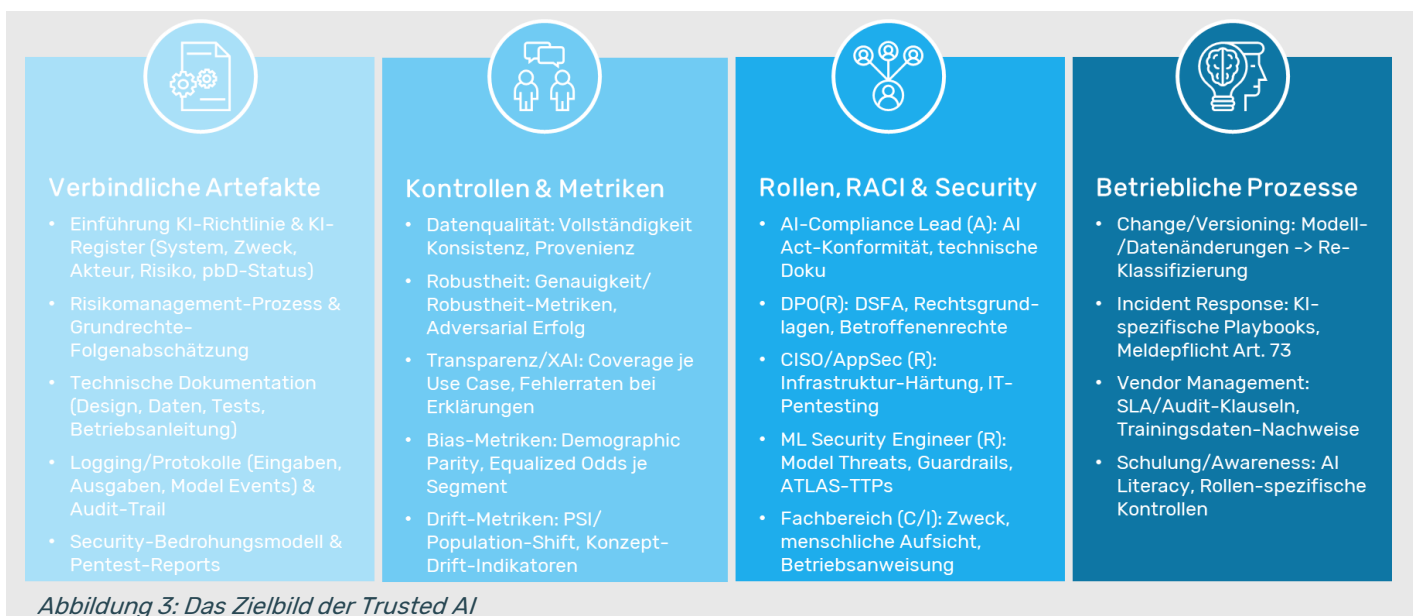 Verbindliche Artefakte
• Einführung KI-Richtlinie & KI-
Register (System, Zweck,
Akteur, Risiko, pbD-Status)
• Risikomanagement-Prozess &
Grundrechte-
Folgenabschätzung
• Technische Dokumentation
(Design, Daten, Tests,
Betriebsanleitung)
• Logging/Protokolle (Eingaben,
Ausgaben, Model Events) &
Audit-Trail
• Security-Bedrohungsmodell &
Pentest-Reports
Kontrollen & Metriken
• Datenqualität: Vollständigkeit
Konsistenz, Provenienz
• Robustheit: Genauigkeit/
Robustheit-Metriken,
Adversarial Erfolg
• Transparenz/XAI: Coverage je
Use Case, Fehlerraten bei
Erklärungen
• Bias-Metriken: Demographic
Parity, Equalized Odds je
Segment
• Drift-Metriken: PSI/
Population-Shift, Konzept-
Drift-Indikatoren
Rollen, RACI & Security
• AI-Compliance Lead (A): AI
Act-Konformität, technische
Doku
• DPO(R): DSFA, Rechtsgrund-
lagen, Betroffenenrechte
• CISO/AppSec (R):
Infrastruktur-Härtung, IT-
Pentesting
• ML Security Engineer (R):
Model Threats, Guardrails,
ATLAS-TTPs
• Fachbereich (C/I): Zweck,
menschliche Aufsicht,
Betriebsanweisung
Betriebliche Prozesse
• Change/Versioning: Modell-
/Datenänderungen -> Re-
Klassifizierung
• Incident Response: KI-
spezifische Playbooks,
Meldepflicht Art. 73
• Vendor Management:
SLA/Audit-Klauseln,
Trainingsdaten-Nachweise
• Schulung/Awareness: AI
Literacy, Rollen-spezifische
Kontrollen
Abbildung 3: Das Zielbild der Trusted AI